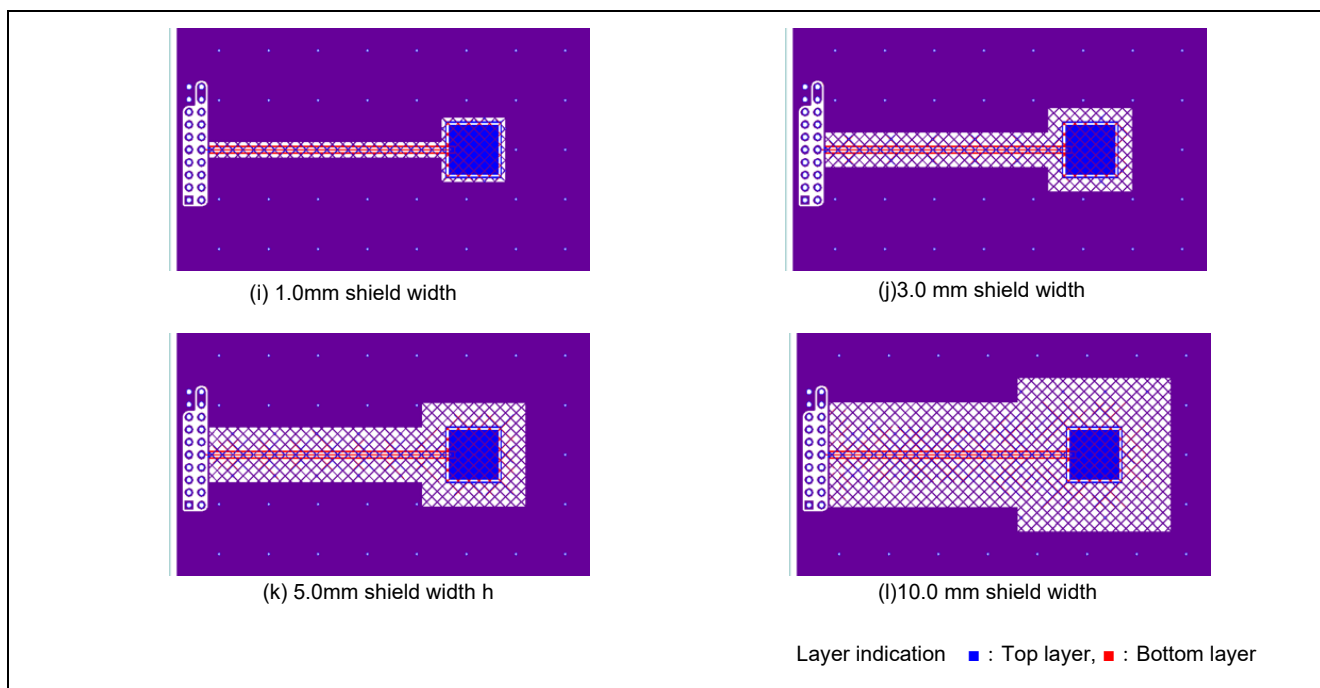 (i) 1.0mm shield width
(j)3.0 mm shield width
(k) 5.0mm shield width h
(l)10.0 mm shield width
Layer indication ■ : Top layer, ■ : Bottom layer